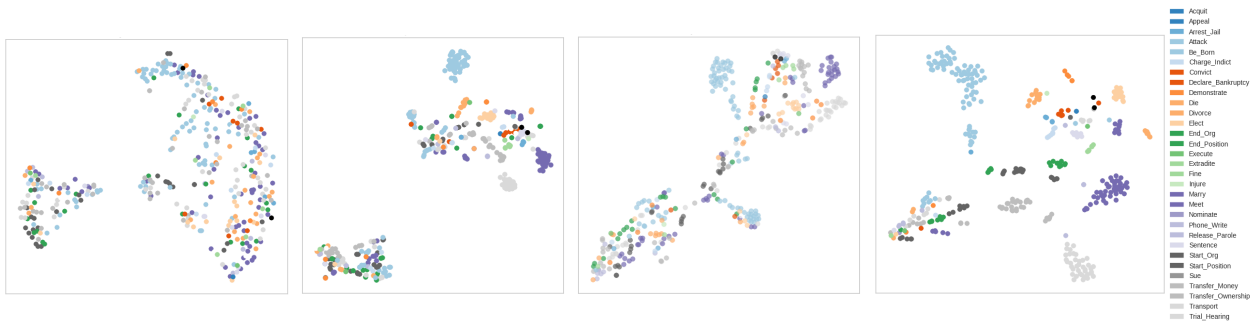 Acquit
Appeal
Arrest_Jail
Attack
Be_Born
Charge_Indict
Convict
Declare_Bankruptcy
Demonstrate
Die
Divorce
Elect
End_Org
End_Position
Execute
Extradite
Fine
Injure
Marry
Meet
Nominate
Phone_Write
Release_Parole
Sentence
Start_Org
Start_Position
Sue
Transfer_Money
Transfer_Ownership
Transport
Trial_Hearing